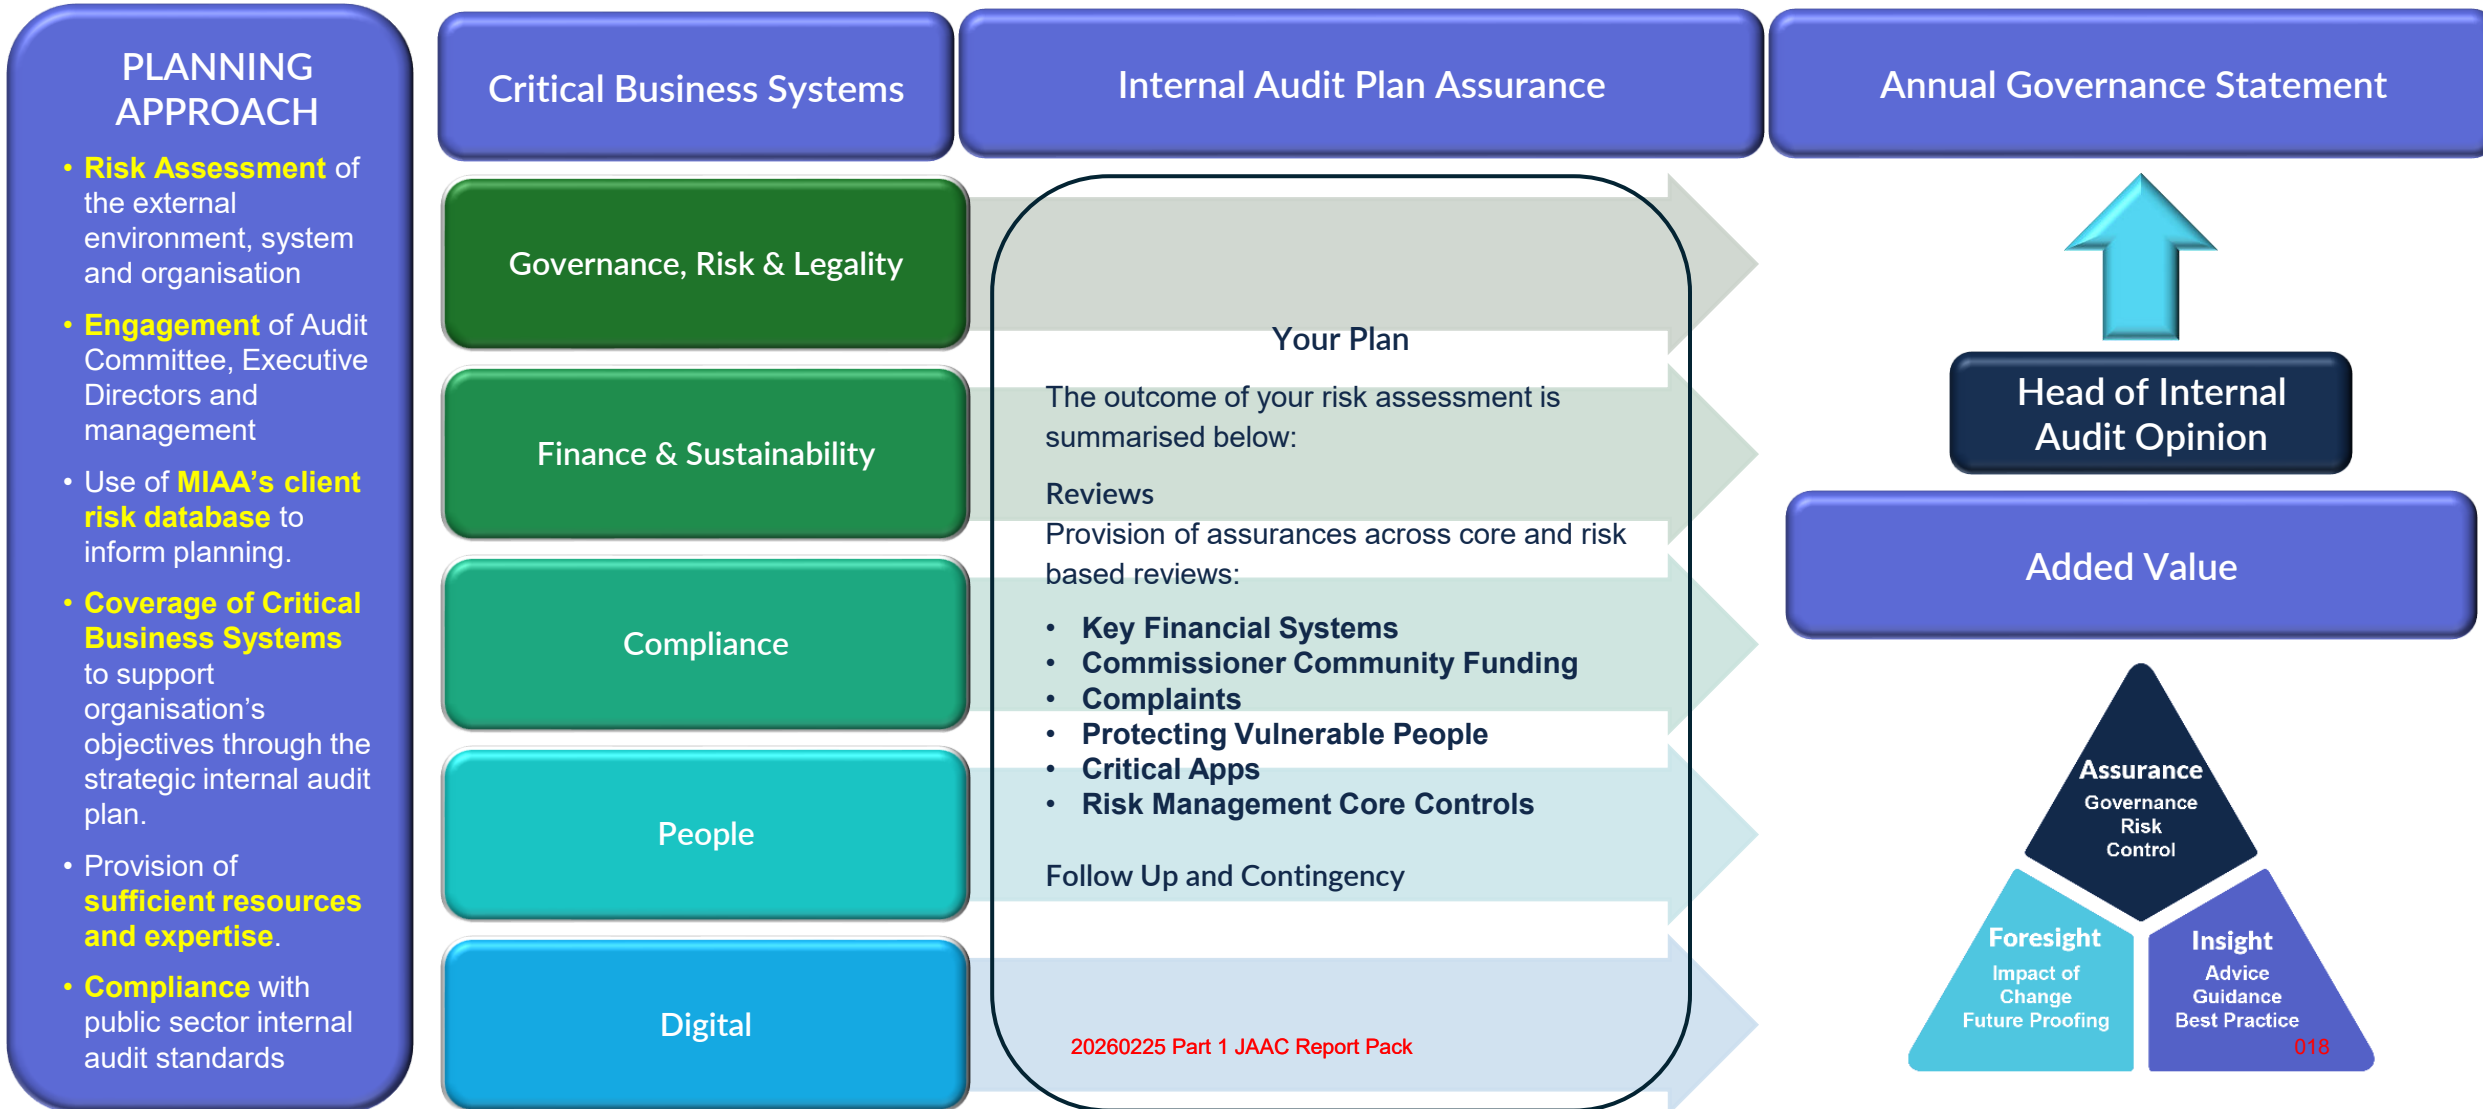 PLANNING
APPROACH
• Risk Assessment of
the external
environment, system
and organisation
• Engagement of Audit
Committee, Executive
Directors and
management
• Use of MIAA’s client
risk database to
inform planning.
• Coverage of Critical
Business Systems
to support
organisation’s
objectives through the
strategic internal audit
plan.
• Provision of
sufficient resources
and expertise.
• Compliance with
public sector internal
audit standards
Critical Business Systems
Governance, Risk & Legality
Finance & Sustainability
Compliance
People
Digital
Internal Audit Plan Assurance
Your Plan
The outcome of your risk assessment is
summarised below:
Reviews
Provision of assurances across core and risk
based reviews:
• Key Financial Systems
• Commissioner Community Funding
• Complaints
• Protecting Vulnerable People
• Critical Apps
• Risk Management Core Controls
Follow Up and Contingency
20260225 Part 1 JAAC Report Pack
Annual Governance Statement
Head of Internal
Audit Opinion
Added Value
Assurance
Governance
Risk
Control
Foresight
Impact of
Change
Future Proofing
Insight
Advice
Guidance
Best Practice
018